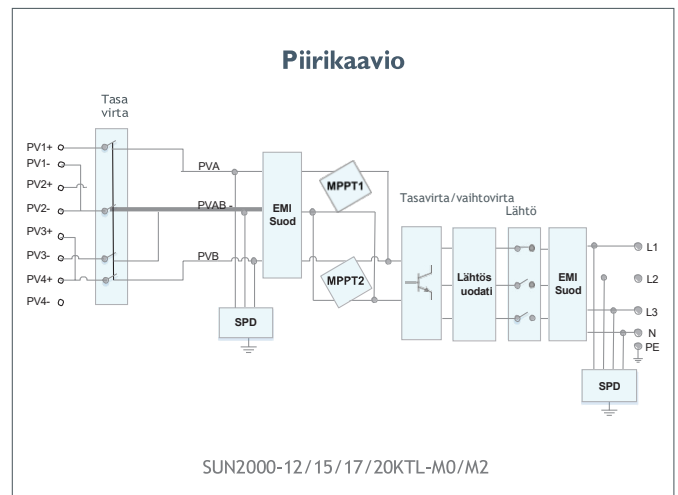 Piirikaavio
Tasa
virta
PV1+
PV1-
PV2+
PV2-
PV3+
PV3-
PV4+
PV4-
PVA
PVAB -
PVB
EMI
Suod
SPD
MPPT1
MPPT2
Tasavirta/vaihtovirta
Lähtös
uodati
Lähtö
EMI
Suod
L1
L2
L3
N
PE
SPD
SUN2000-12/15/17/20KTL-M0/M2